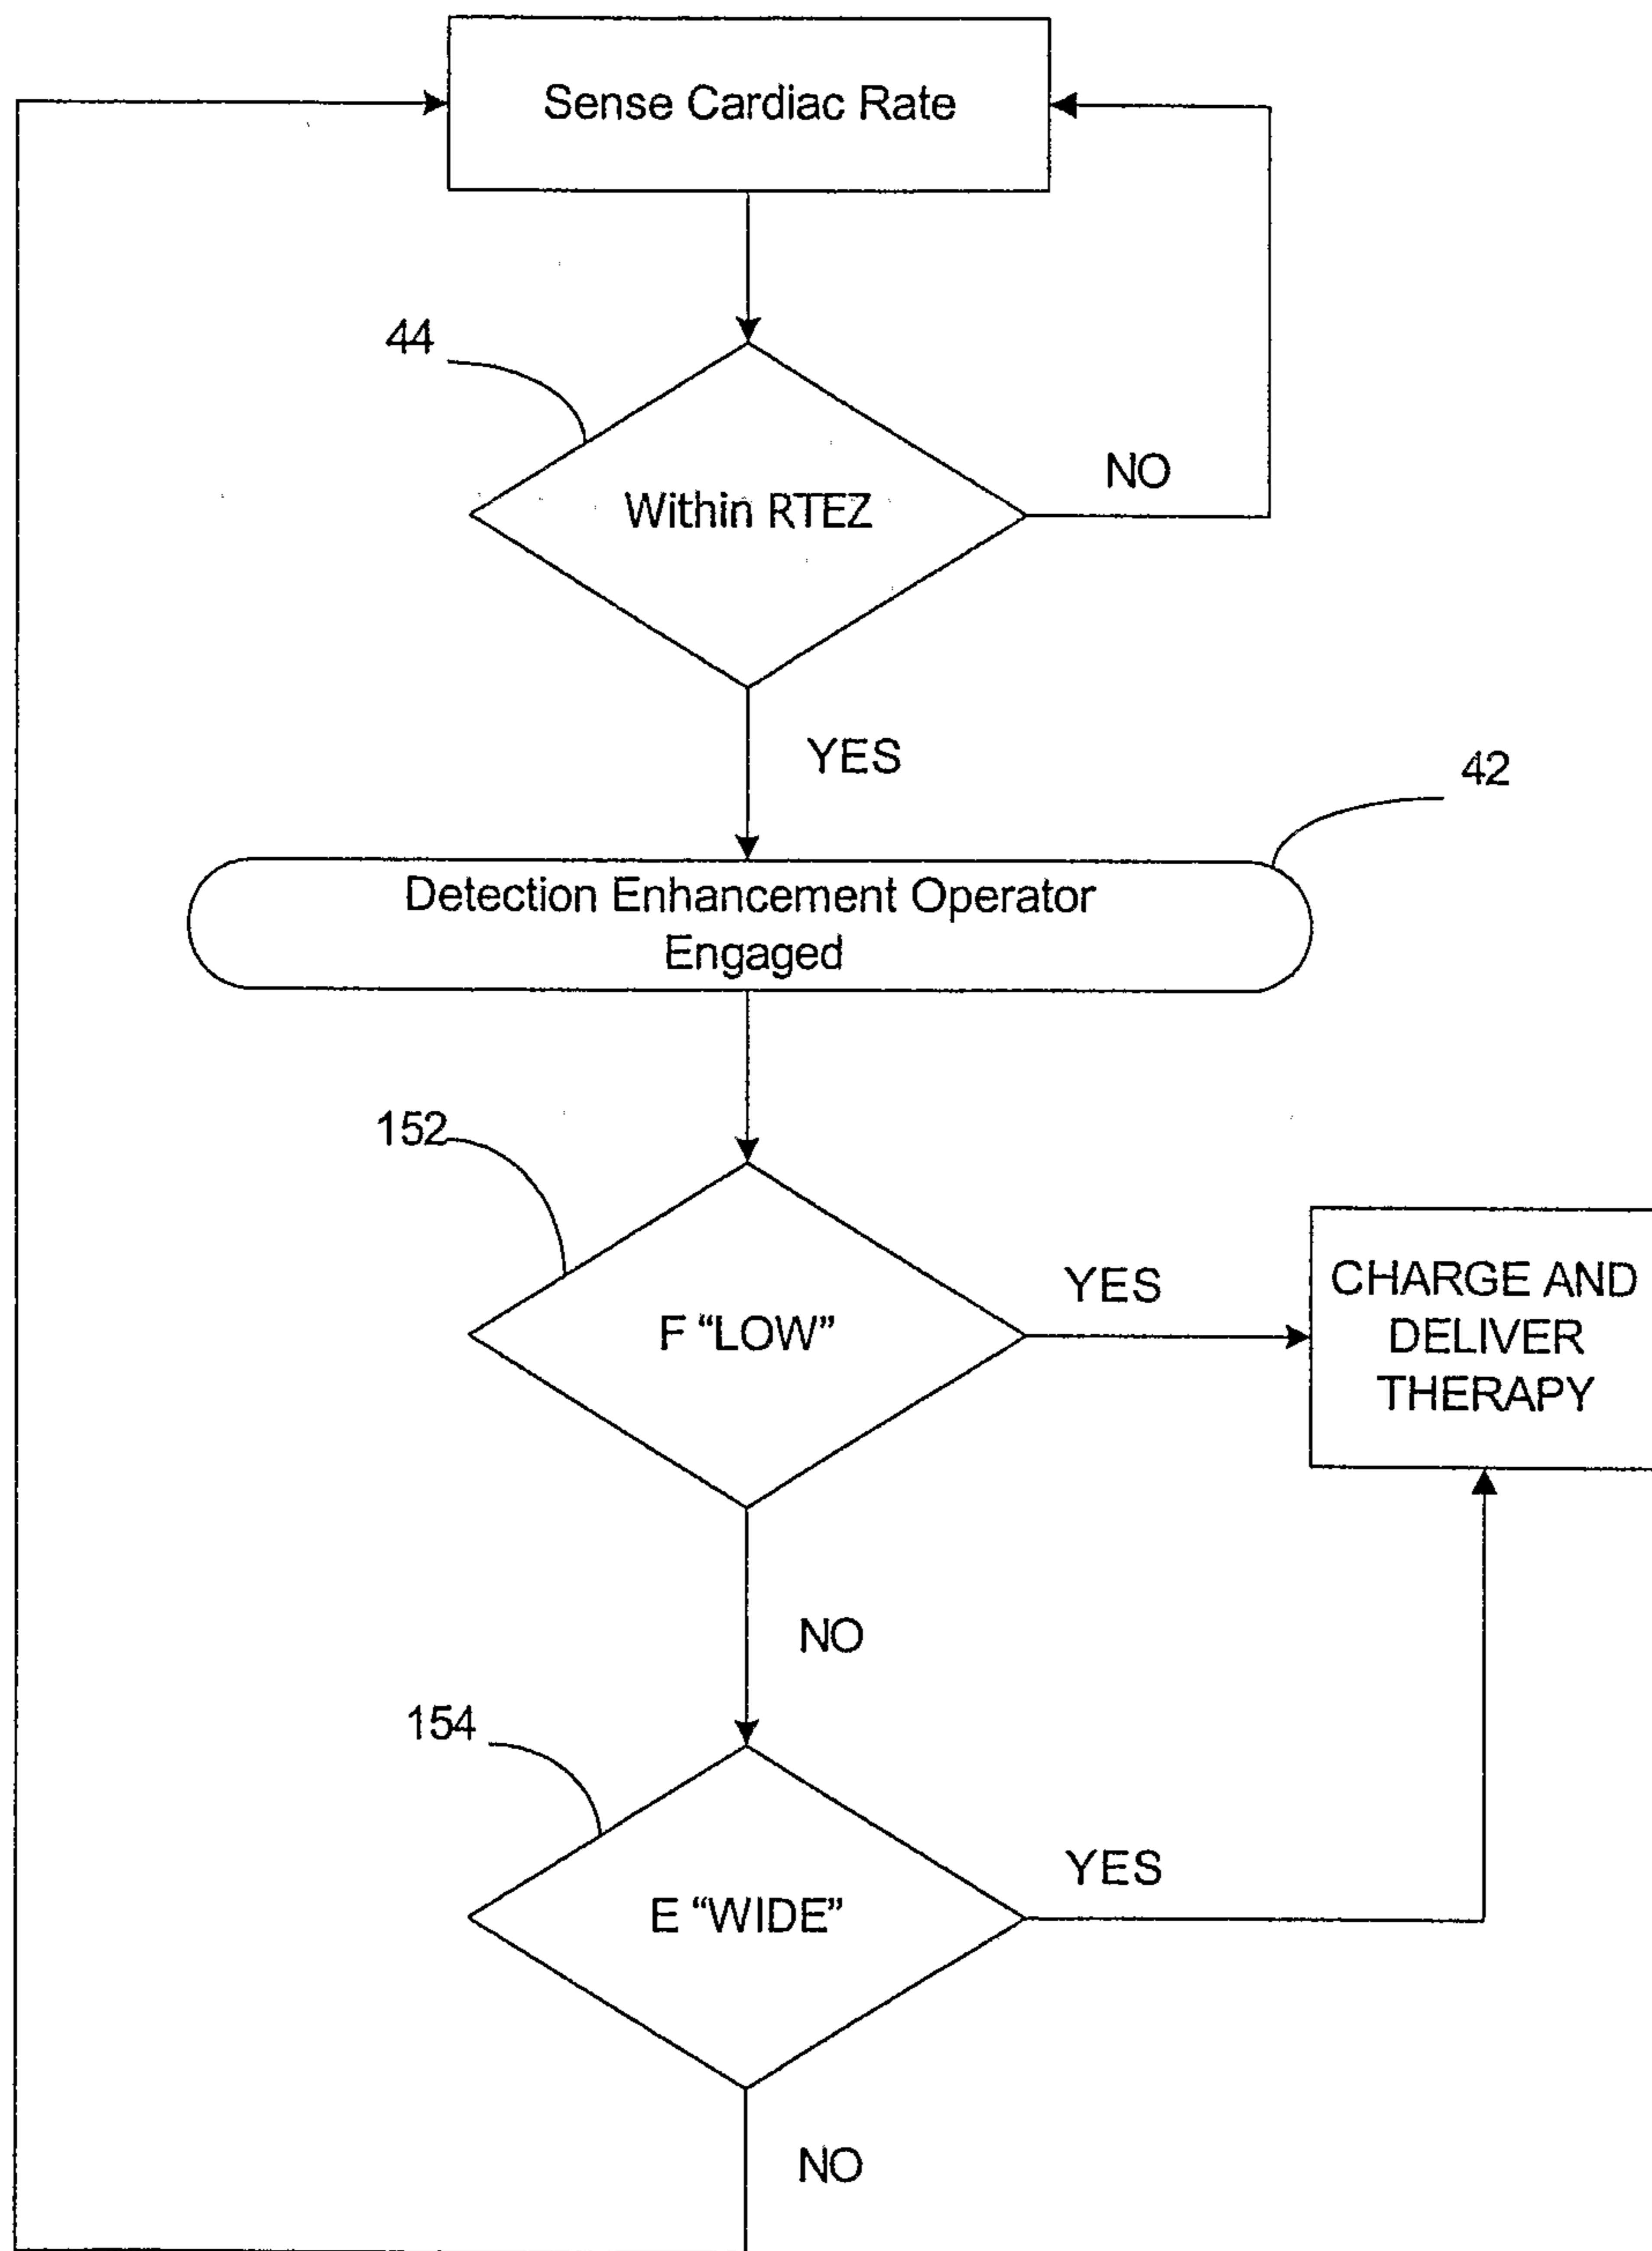 Sense Cardiac Rate
44
Within RTEZ
NO
YES
42
Detection Enhancement Operator
Engaged
152
F “LOW”
YES
CHARGE AND
DELIVER
THERAPY
NO
154
E “WIDE”
YES
NO